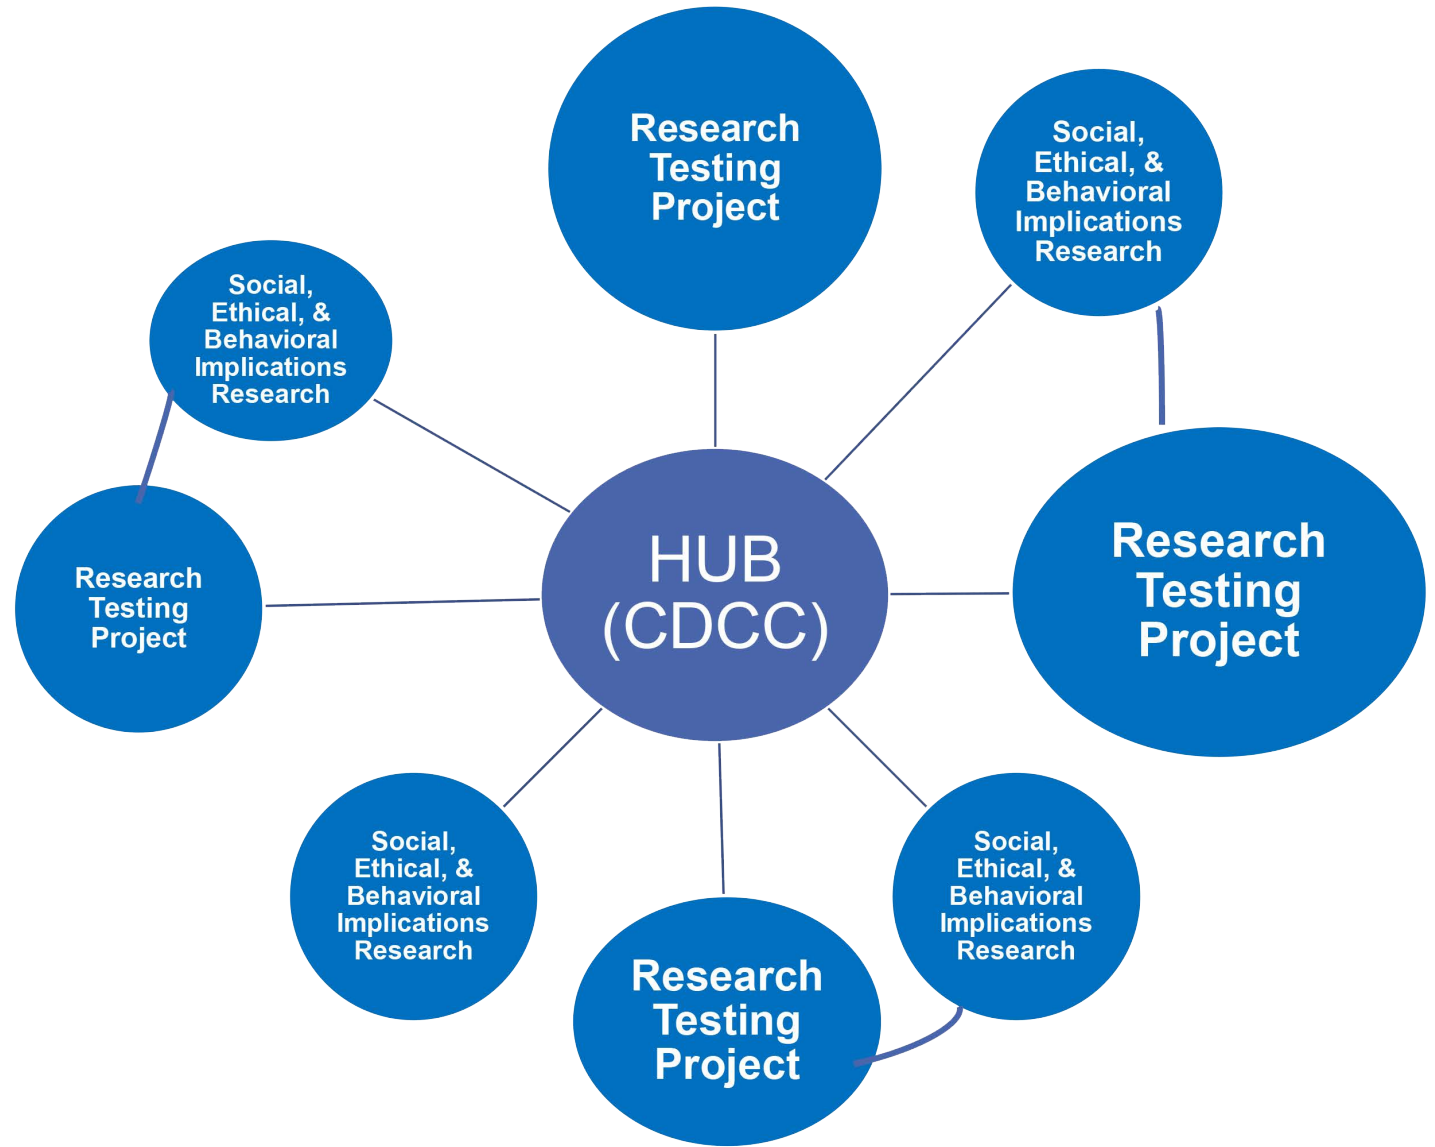 Research
Testing
Project
Social,
Ethical, &
Behavioral
Implications
Research
Social,
Ethical, &
Behavioral
Implications
Research
HUB
(CDCC)
Research
Testing
Project
Research
Testing
Project
Social,
Ethical, &
Behavioral
Implications
Research
Social,
Ethical, &
Behavioral
Implications
Research
Research
Testing
Project